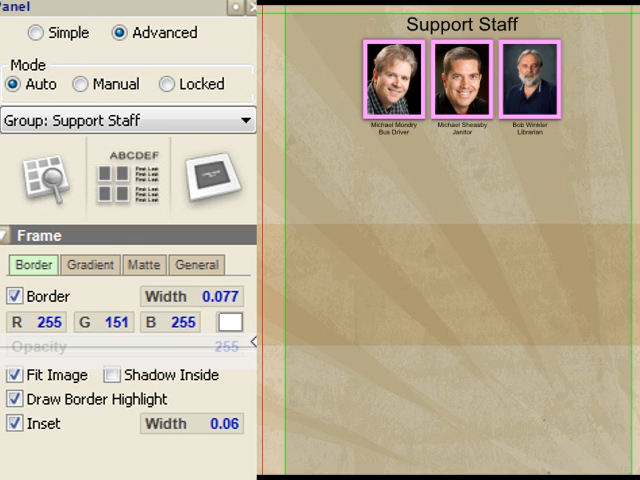 Panel
Simple Advanced
Mode
Auto Manual Locked
Group: Support Staff
ABCDEF
Frame
Border Gradient Matte General
Border Width 0.077
R 255 G 151 B 255
Opacity 255
Fit Image Shadow Inside
Draw Border Highlight
Inset Width 0.06
Support Staff
Michael Mondry
Bus Driver
Michael Sheasby
Janitor
Bob Winkler
Librarian